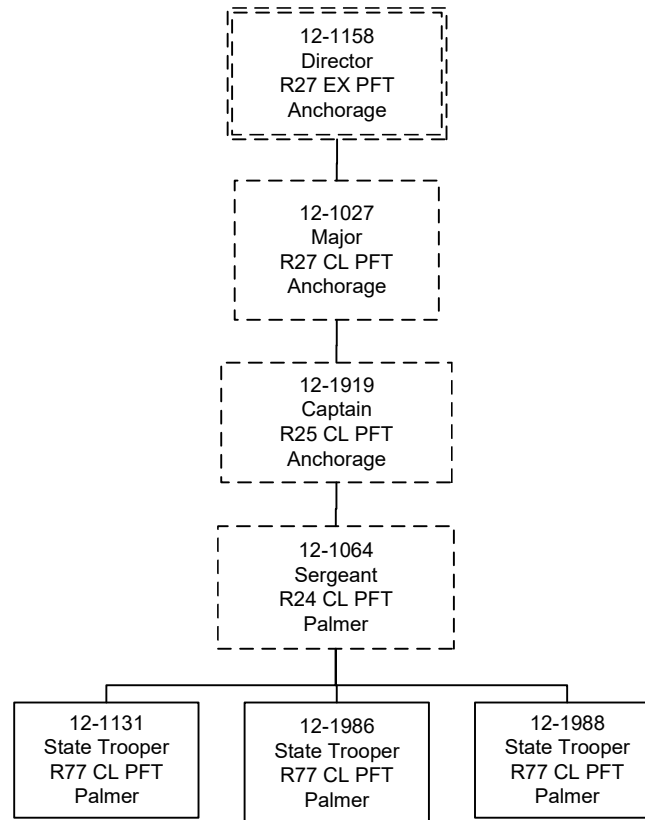 12-1158
Director
R27 EX PFT
Anchorage
12-1027
Major
R27 CL PFT
Anchorage
12-1919
Captain
R25 CL PFT
Anchorage
12-1064
Sergeant
R24 CL PFT
Palmer
12-1131
State Trooper
R77 CL PFT
Palmer
12-1986
State Trooper
R77 CL PFT
Palmer
12-1988
State Trooper
R77 CL PFT
Palmer